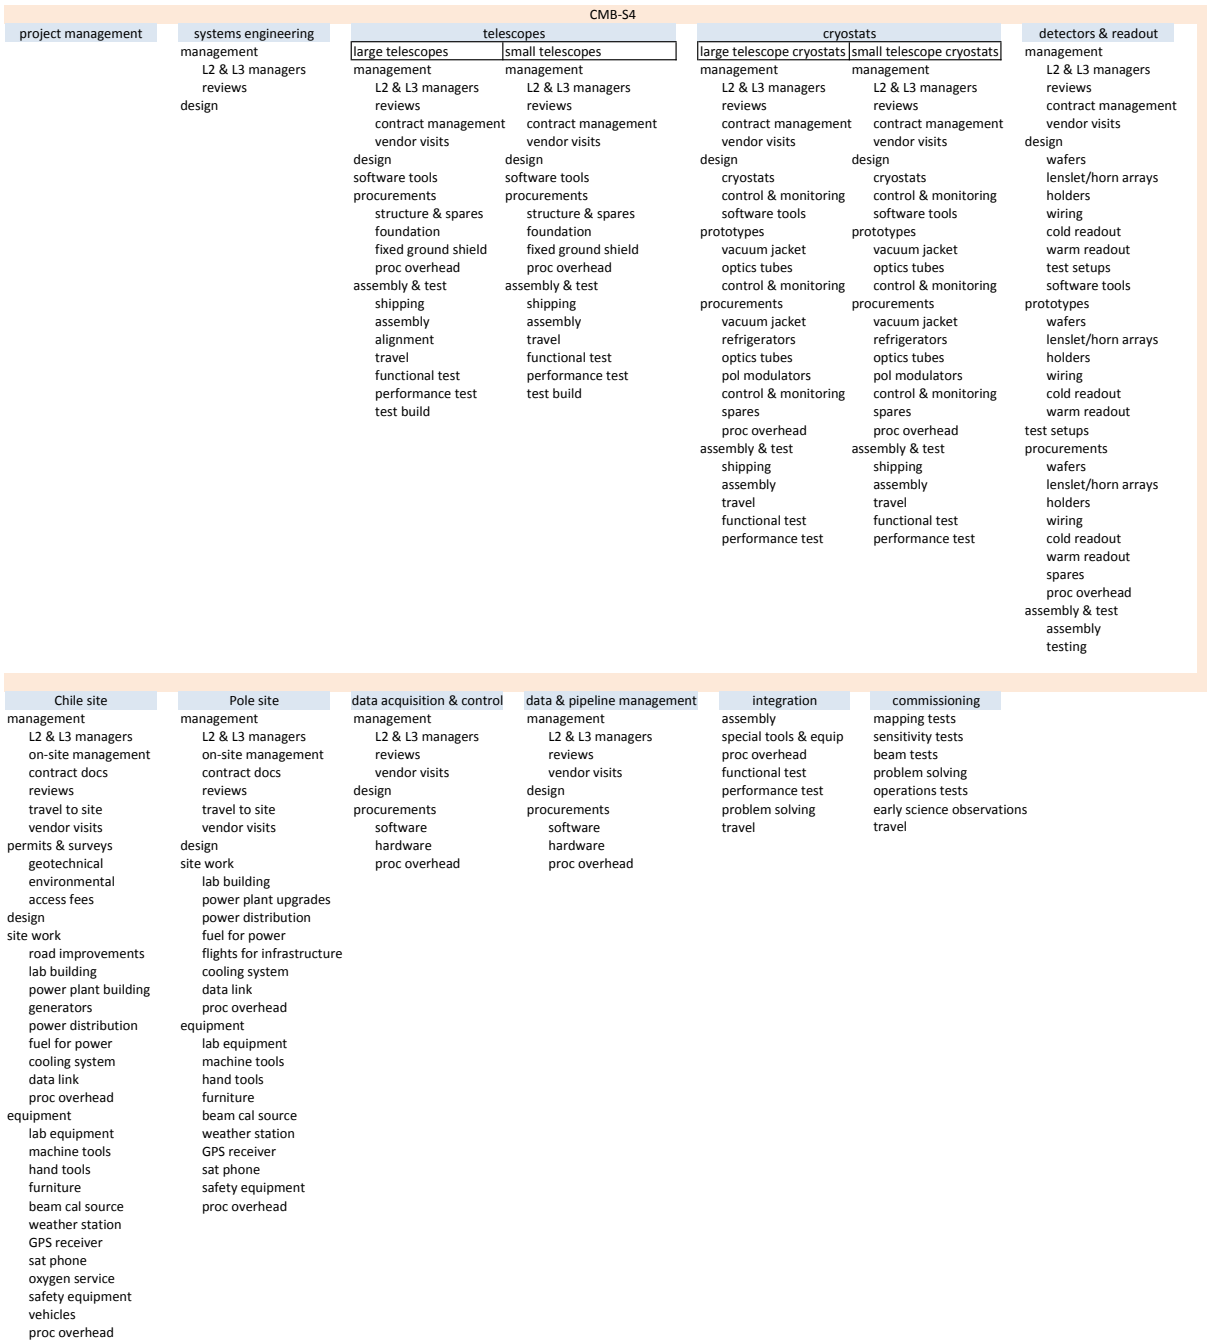 CMB-S4
project management
systems engineering
management
L2 & L3 managers
reviews
design
telescopes
large telescopes
management
L2 & L3 managers
reviews
contract management
vendor visits
design
software tools
procurements
structure & spares
foundation
fixed ground shield
proc overhead
assembly & test
shipping
assembly
alignment
travel
functional test
performance test
test build
small telescopes
management
L2 & L3 managers
reviews
contract management
vendor visits
design
software tools
procurements
structure & spares
foundation
fixed ground shield
proc overhead
assembly & test
shipping
assembly
travel
functional test
performance test
test build
cryostats
large telescope cryostats
management
L2 & L3 managers
reviews
contract management
vendor visits
design
cryostats
control & monitoring
software tools
prototypes
vacuum jacket
optics tubes
control & monitoring
procurements
vacuum jacket
refrigerators
optics tubes
pol modulators
control & monitoring
spares
proc overhead
assembly & test
shipping
assembly
travel
functional test
performance test
small telescope cryostats
management
L2 & L3 managers
reviews
contract management
vendor visits
design
cryostats
control & monitoring
software tools
prototypes
vacuum jacket
optics tubes
control & monitoring
procurements
vacuum jacket
refrigerators
optics tubes
pol modulators
control & monitoring
spares
proc overhead
assembly & test
shipping
assembly
travel
functional test
performance test
detectors & readout
management
L2 & L3 managers
reviews
contract management
vendor visits
design
wafers
lenslet/horn arrays
holders
wiring
cold readout
warm readout
test setups
software tools
prototypes
wafers
lenslet/horn arrays
holders
wiring
cold readout
warm readout
test setups
procurements
wafers
lenslet/horn arrays
holders
wiring
cold readout
warm readout
spares
proc overhead
assembly & test
assembly
testing
Chile site
management
L2 & L3 managers
on-site management
contract docs
reviews
travel to site
vendor visits
permits & surveys
geotechnical
environmental
access fees
design
site work
road improvements
lab building
power plant building
generators
power distribution
fuel for power
cooling system
data link
proc overhead
equipment
lab equipment
machine tools
hand tools
furniture
beam cal source
weather station
GPS receiver
sat phone
oxygen service
safety equipment
vehicles
proc overhead
Pole site
management
L2 & L3 managers
on-site management
contract docs
reviews
travel to site
vendor visits
design
site work
lab building
power plant upgrades
power distribution
fuel for power
flights for infrastructure
cooling system
data link
proc overhead
equipment
lab equipment
machine tools
hand tools
furniture
beam cal source
weather station
GPS receiver
sat phone
safety equipment
proc overhead
data acquisition & control
management
L2 & L3 managers
reviews
vendor visits
design
procurements
software
hardware
proc overhead
data & pipeline management
management
L2 & L3 managers
reviews
vendor visits
design
procurements
software
hardware
proc overhead
integration
assembly
special tools & equip
proc overhead
functional test
performance test
problem solving
travel
commissioning
mapping tests
sensitivity tests
beam tests
problem solving
operations tests
early science observations
travel